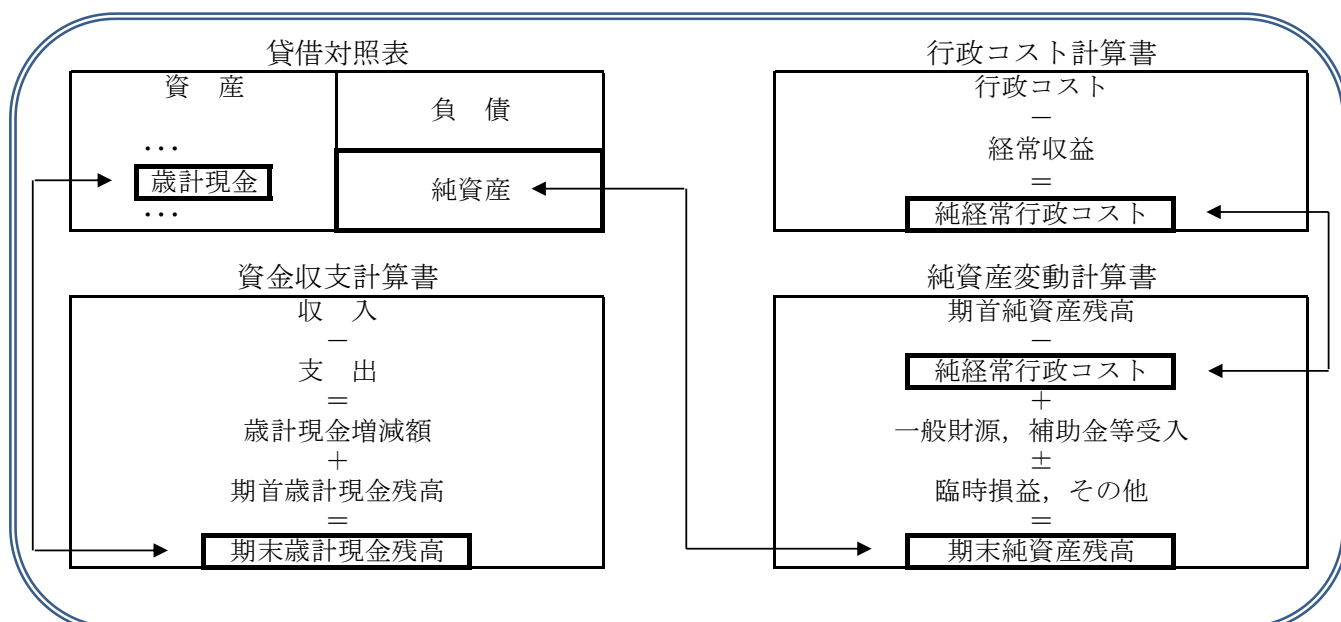 貸借対照表
資 産
負 債
･･･
歳計現金
純資産
･･･
行政コスト計算書
行政コスト
－
経常収益
＝
純経常行政コスト
資金収支計算書
収 入
－
支 出
＝
歳計現金増減額
＋
期首歳計現金残高
＝
期末歳計現金残高
純資産変動計算書
期首純資産残高
－
純経常行政コスト
＋
一般財源，補助金等受入
±
臨時損益，その他
＝
期末純資産残高